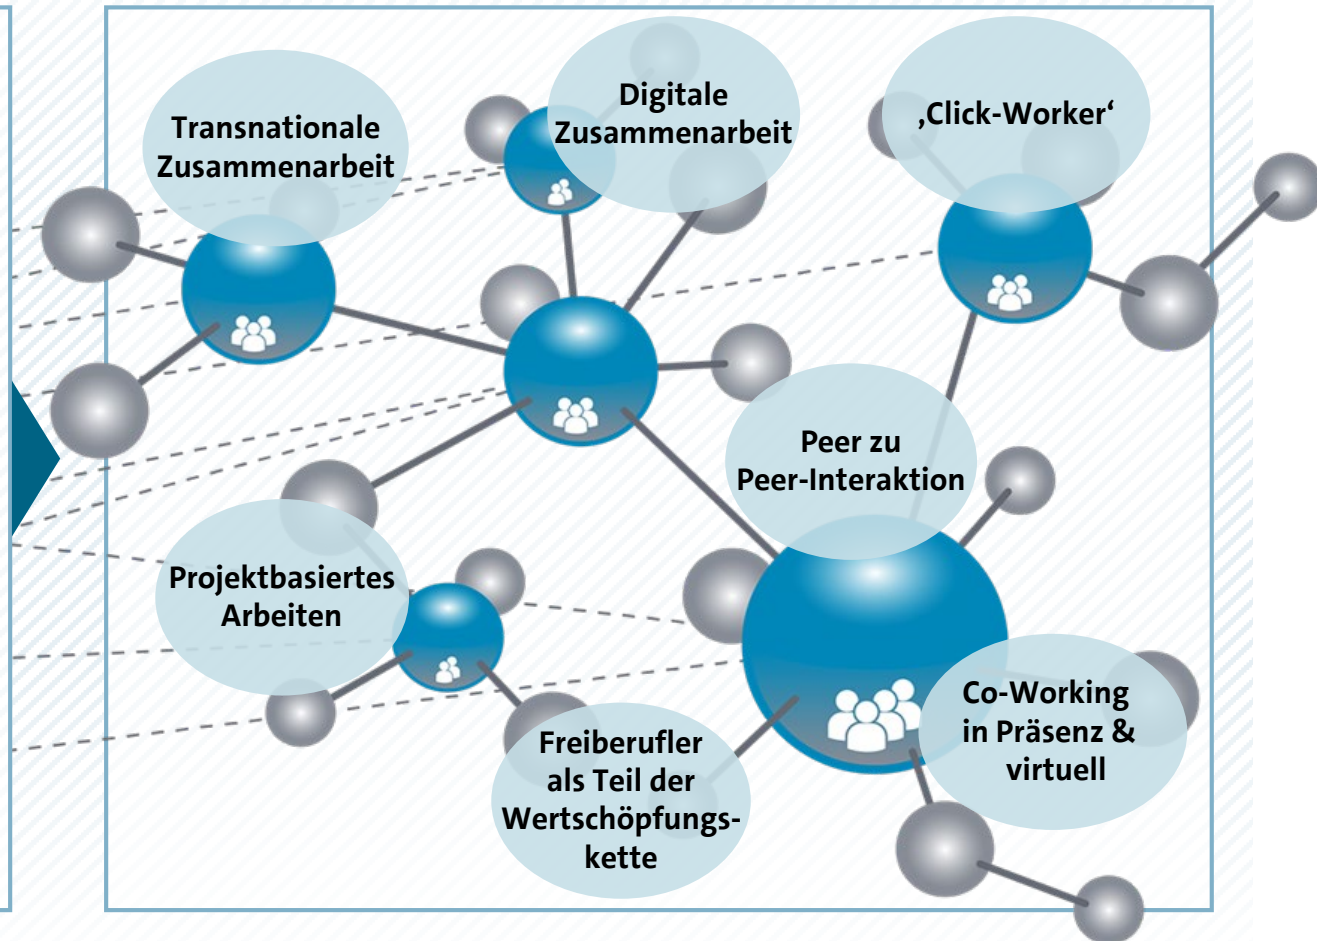 Transnationale
Zusammenarbeit
Digitale
Zusammenarbeit
‚Click-Worker‘
Peer zu
Peer-Interaktion
Projektbasiertes
Arbeiten
Freiberufler
als Teil der
Wertschöpfungs-
kette
Co-Working
in Präsenz &
virtuell